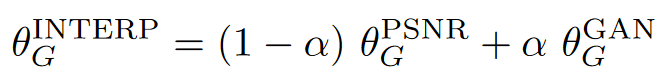 θ_G^INTERP = (1 − α) θ_G^PSNR + α θ_G^GAN